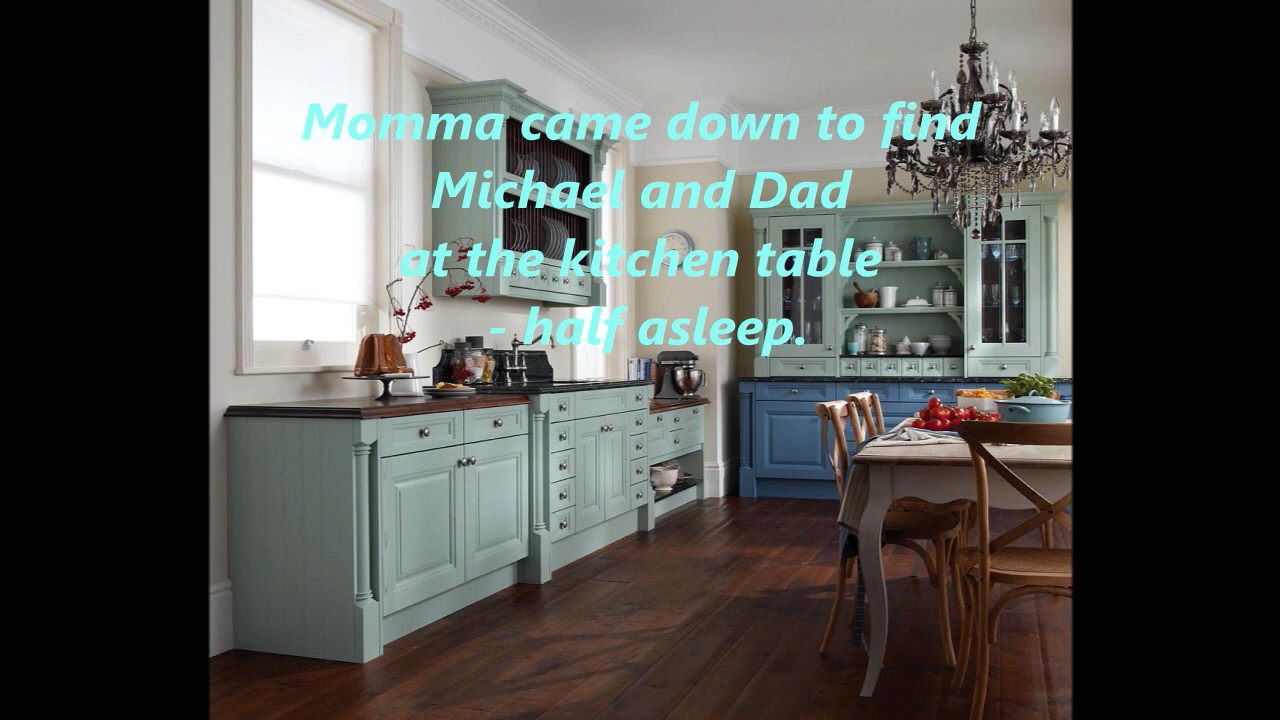 Momma came down to find
Michael and Dad
at the kitchen table
- half asleep.